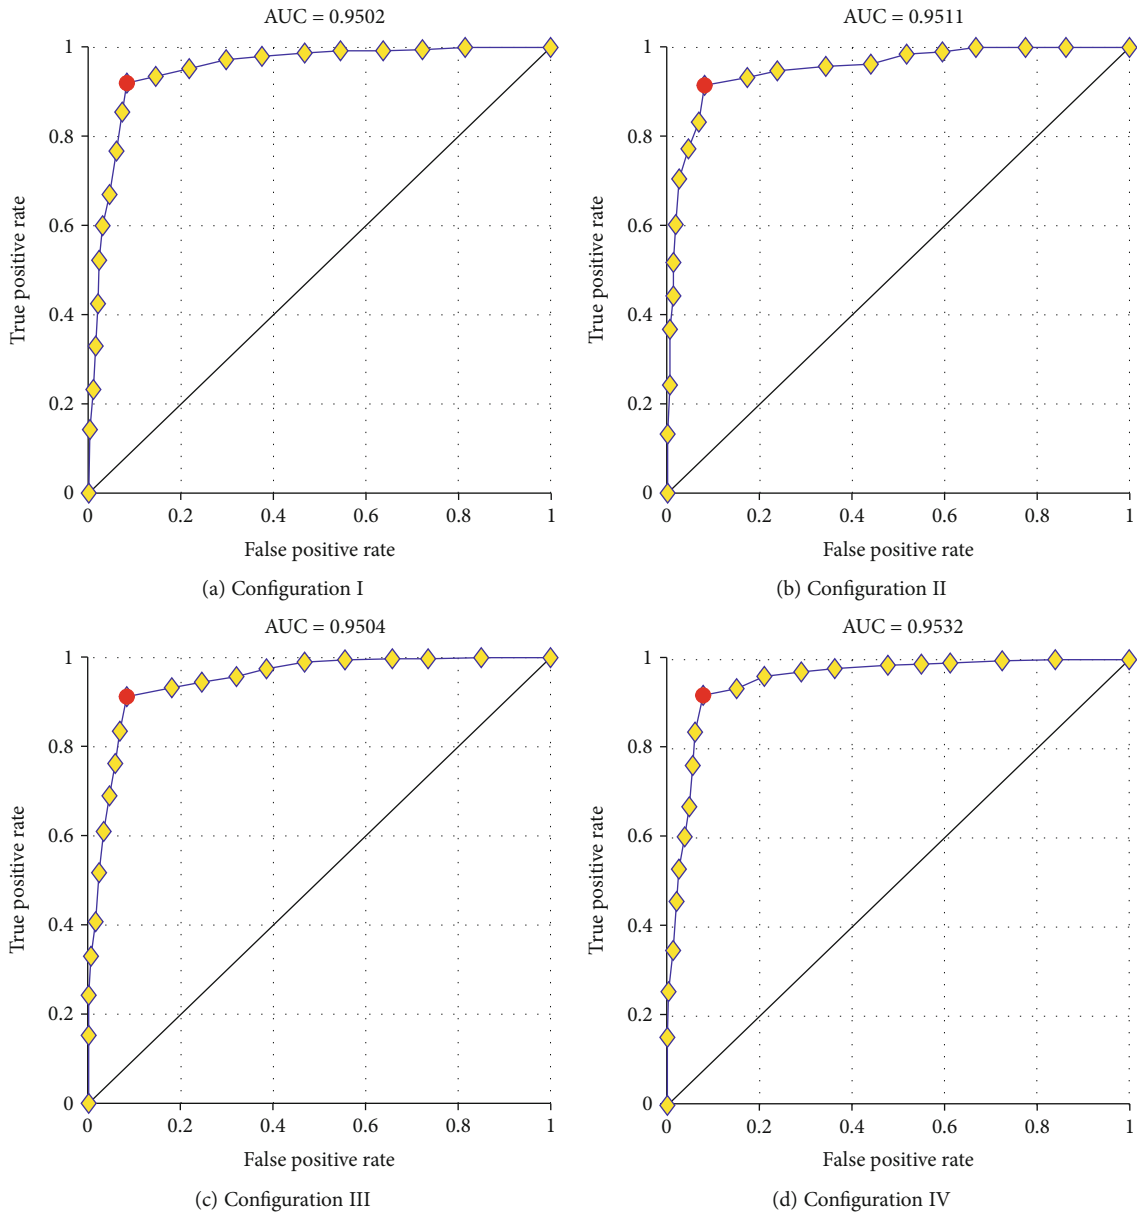 AUC = 0.9502
1
0.8
0.6
0.4
0.2
0
True positive rate
0 0.2 0.4 0.6 0.8 1
False positive rate
(a) Configuration I
AUC = 0.9511
1
0.8
0.6
0.4
0.2
0
True positive rate
0 0.2 0.4 0.6 0.8 1
False positive rate
(b) Configuration II
AUC = 0.9504
1
0.8
0.6
0.4
0.2
0
True positive rate
0 0.2 0.4 0.6 0.8 1
False positive rate
(c) Configuration III
AUC = 0.9532
1
0.8
0.6
0.4
0.2
0
True positive rate
0 0.2 0.4 0.6 0.8 1
False positive rate
(d) Configuration IV